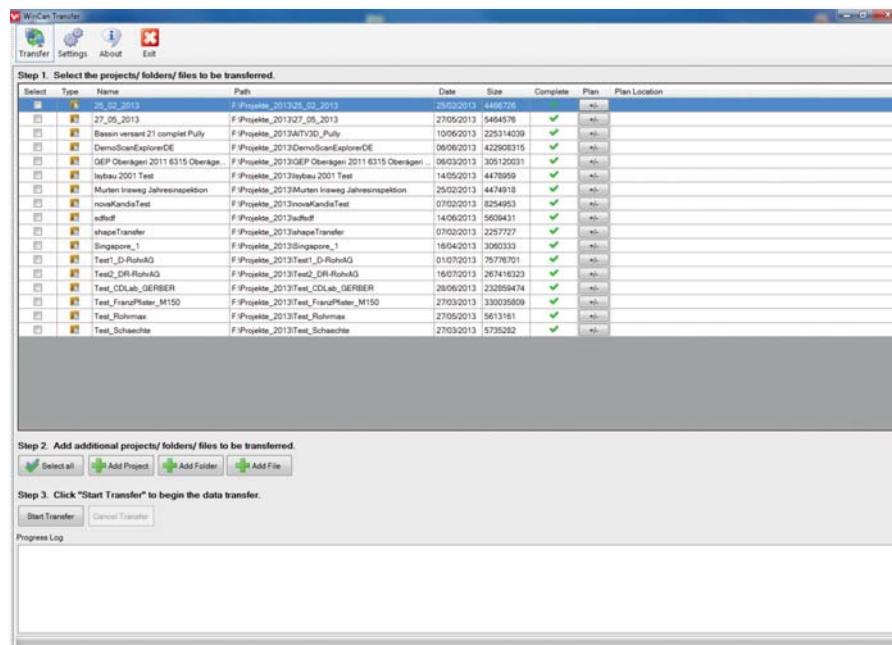 WinCan Transfer
Transfer Settings About Exit
Step 1. Select the projects/ folders/ files to be transferred.
Select Type Name Path Date Size Complete Plan Plan Location
25_02_2013 F:\Projekte_2013\25_02_2013 25/02/2013 4466726 +/-
27_05_2013 F:\Projekte_2013\27_05_2013 27/05/2013 5464576 +/-
Bassin versant 21 complet Pully F:\Projekte_2013\AITV3D_Pully 10/06/2013 225314039 +/-
DemoScanExplorerDE F:\Projekte_2013\DemoScanExplorerDE 06/06/2013 422908315 +/-
GEP Oberägeri 2011 6315 Oberäge... F:\Projekte_2013\GEP Oberägeri 2011 6315 Oberägeri ... 06/03/2013 305120031 +/-
Isybau 2001 Test F:\Projekte_2013\Isybau 2001 Test 14/05/2013 4478959 +/-
Murten Irisweg Jahresinspektion F:\Projekte_2013\Murten Irisweg Jahresinspektion 25/02/2013 4474918 +/-
novaKandisTest F:\Projekte_2013\novaKandisTest 07/02/2013 8254953 +/-
sdfsdf F:\Projekte_2013\sdfsdf 14/06/2013 5609431 +/-
shapeTransfer F:\Projekte_2013\shapeTransfer 07/02/2013 2257727 +/-
Singapore_1 F:\Projekte_2013\Singapore_1 16/04/2013 3060333 +/-
Test1_D-RohrAG F:\Projekte_2013\Test1_D-RohrAG 01/07/2013 75776701 +/-
Test2_DR-RohrAG F:\Projekte_2013\Test2_DR-RohrAG 16/07/2013 267416323 +/-
Test_CDLab_GERBER F:\Projekte_2013\Test_CDLab_GERBER 28/06/2013 232859474 +/-
Test_FranzPfister_M150 F:\Projekte_2013\Test_FranzPfister_M150 27/03/2013 330035809 +/-
Test_Rohrmax F:\Projekte_2013\Test_Rohrmax 27/05/2013 5613161 +/-
Test_Schaechte F:\Projekte_2013\Test_Schaechte 27/03/2013 5735282 +/-
Step 2. Add additional projects/ folders/ files to be transferred.
Select all Add Project Add Folder Add File
Step 3. Click "Start Transfer" to begin the data transfer.
Start Transfer Cancel Transfer
Progress Log